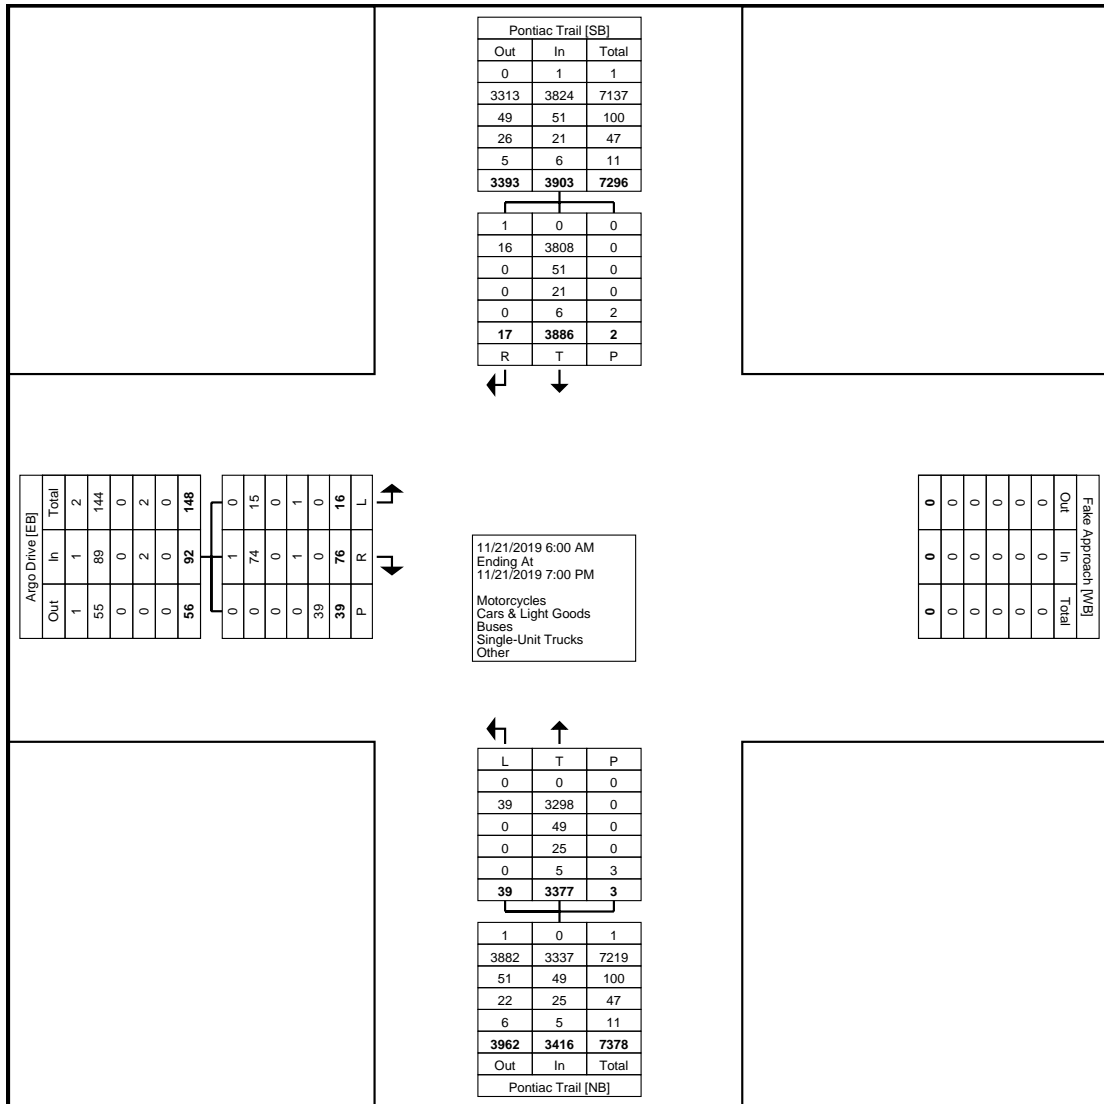 Pontiac Trail [SB]
Out In Total
0 1 1
3313 3824 7137
49 51 100
26 21 47
5 6 11
3393 3903 7296
1 0 0
16 3808 0
0 51 0
0 21 0
0 6 2
17 3886 2
R T P
Argo Drive [EB]
Total 2 144 0 2 0 148
In 1 89 0 2 0 92
Out 1 55 0 0 0 56
0 15 0 1 0 16 L
1 74 0 1 0 76 R
0 0 0 0 39 39 P
11/21/2019 6:00 AM
Ending At
11/21/2019 7:00 PM
Motorcycles
Cars & Light Goods
Buses
Single-Unit Trucks
Other
Fake Approach [WB]
Out 0 0 0 0 0 0
In 0 0 0 0 0 0
Total 0 0 0 0 0 0
L T P
0 0 0
39 3298 0
0 49 0
0 25 0
0 5 3
39 3377 3
1 0 1
3882 3337 7219
51 49 100
22 25 47
6 5 11
3962 3416 7378
Out In Total
Pontiac Trail [NB]